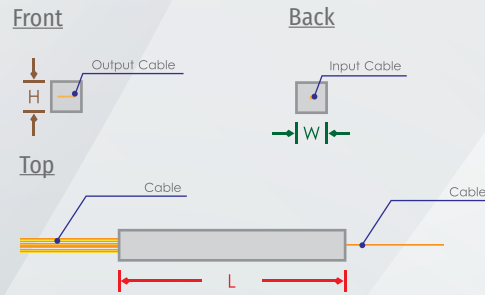 Front
Back
Output Cable
Input Cable
H
W
Top
Cable
Cable
L